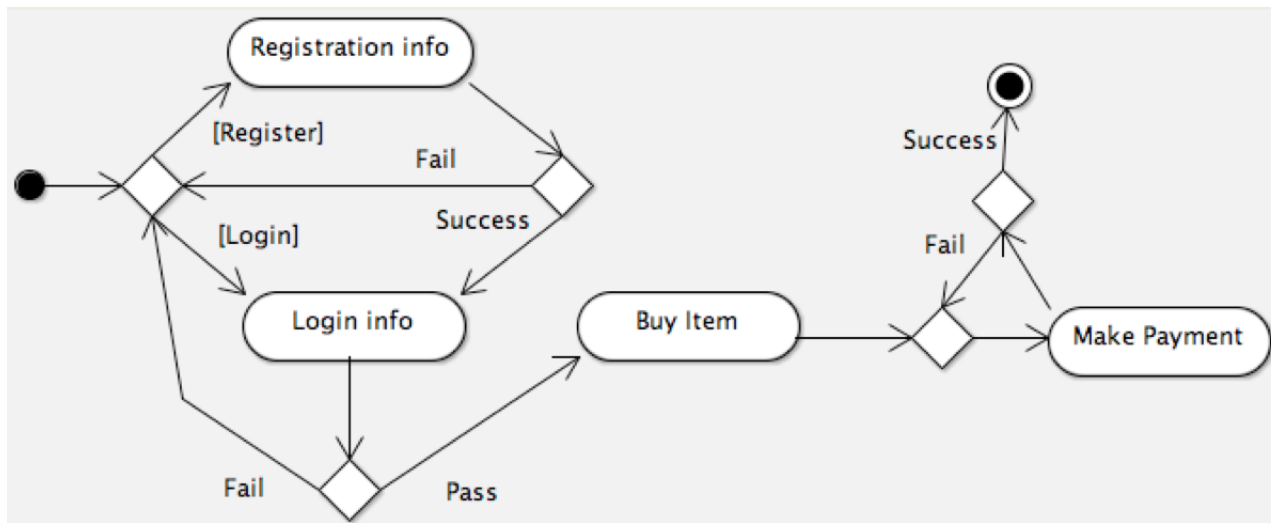 Registration info
[Register]
Fail
Success
[Login]
Login info
Fail
Pass
Buy Item
Success
Fail
Make Payment